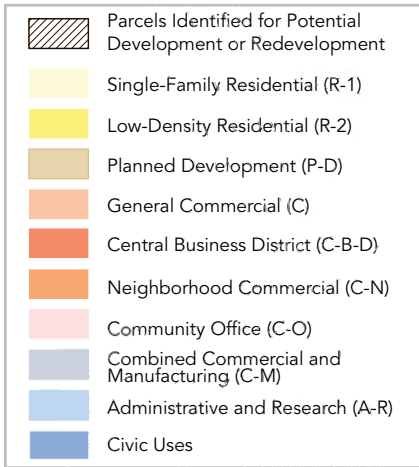 Parcels Identified for Potential
Development or Redevelopment
Single-Family Residential (R-1)
Low-Density Residential (R-2)
Planned Development (P-D)
General Commercial (C)
Central Business District (C-B-D)
Neighborhood Commercial (C-N)
Community Office (C-O)
Combined Commercial and
Manufacturing (C-M)
Administrative and Research (A-R)
Civic Uses